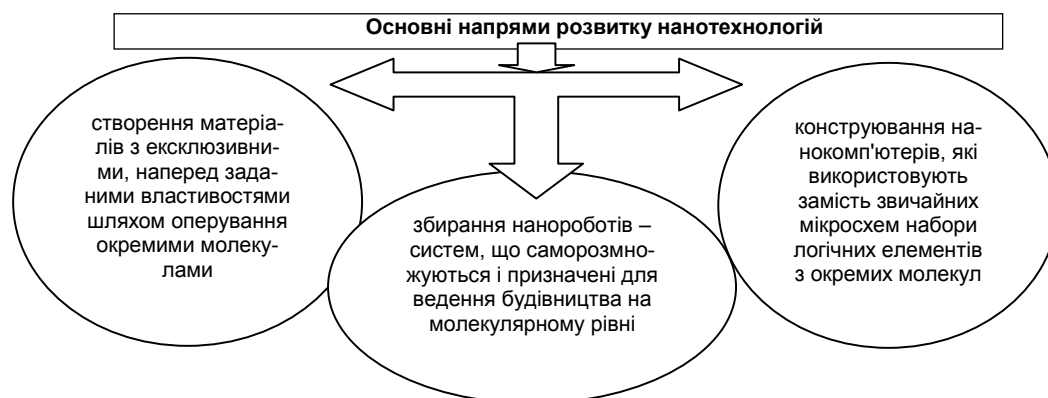 Основні напрями розвитку нанотехнологій
створення матеріа-
лів з ексклюзивни-
ми, наперед зада-
ними властивостями
шляхом оперування
окремими молеку-
лами
збирання нанороботів –
систем, що саморозмно-
жуються і призначені для
ведення будівництва на
молекулярному рівні
конструювання на-
нокомп'ютерів, які
використовують
замість звичайних
мікросхем набори
логічних елементів
з окремих молекул